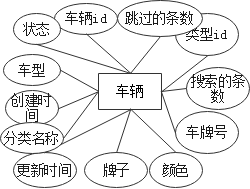 车辆id
跳过的条数
状态
类型id
车型
搜索的条
数
车辆
创建时
间
车牌号
分类名称
更新时间
牌子
颜色